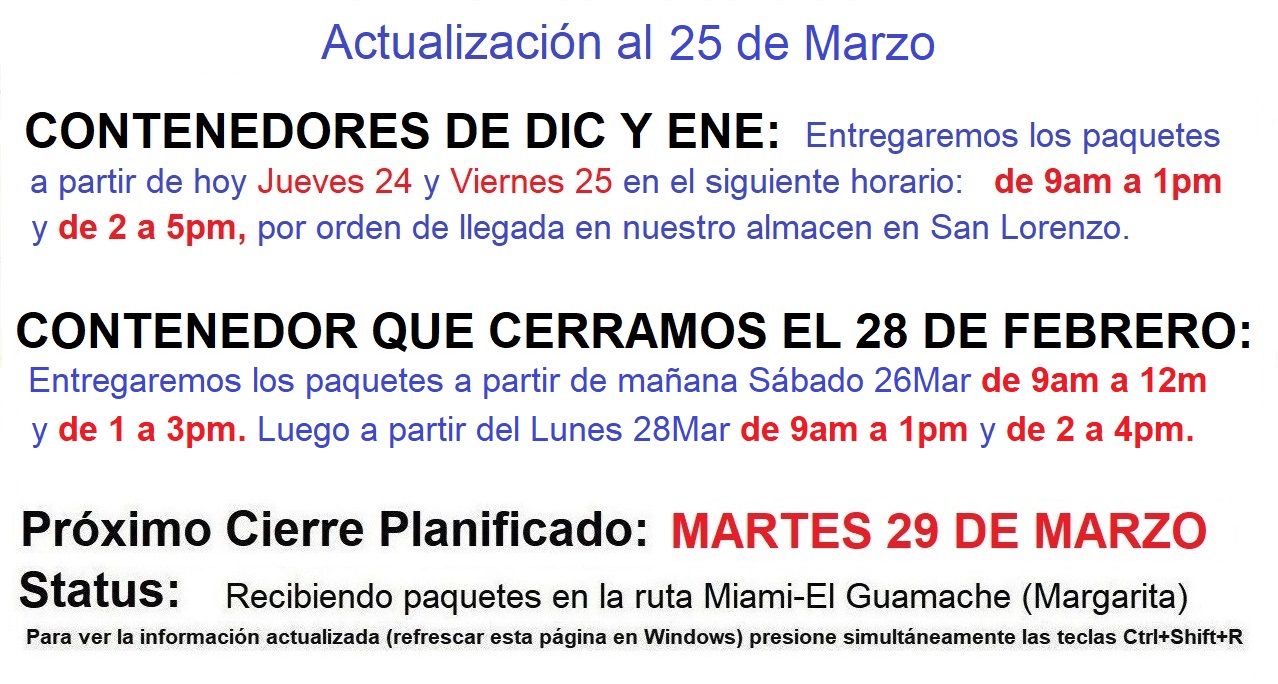 Actualización al 25 de Marzo
CONTENEDORES DE DIC Y ENE: Entregaremos los paquetes
a partir de hoy Jueves 24 y Viernes 25 en el siguiente horario: de 9am a 1pm
y de 2 a 5pm, por orden de llegada en nuestro almacen en San Lorenzo.
CONTENEDOR QUE CERRAMOS EL 28 DE FEBRERO:
Entregaremos los paquetes a partir de mañana Sábado 26Mar de 9am a 12m
y de 1 a 3pm. Luego a partir del Lunes 28Mar de 9am a 1pm y de 2 a 4pm.
Próximo Cierre Planificado: MARTES 29 DE MARZO
Status: Recibiendo paquetes en la ruta Miami-El Guamache (Margarita)
Para ver la información actualizada (refrescar esta página en Windows) presione simultáneamente las teclas Ctrl+Shift+R